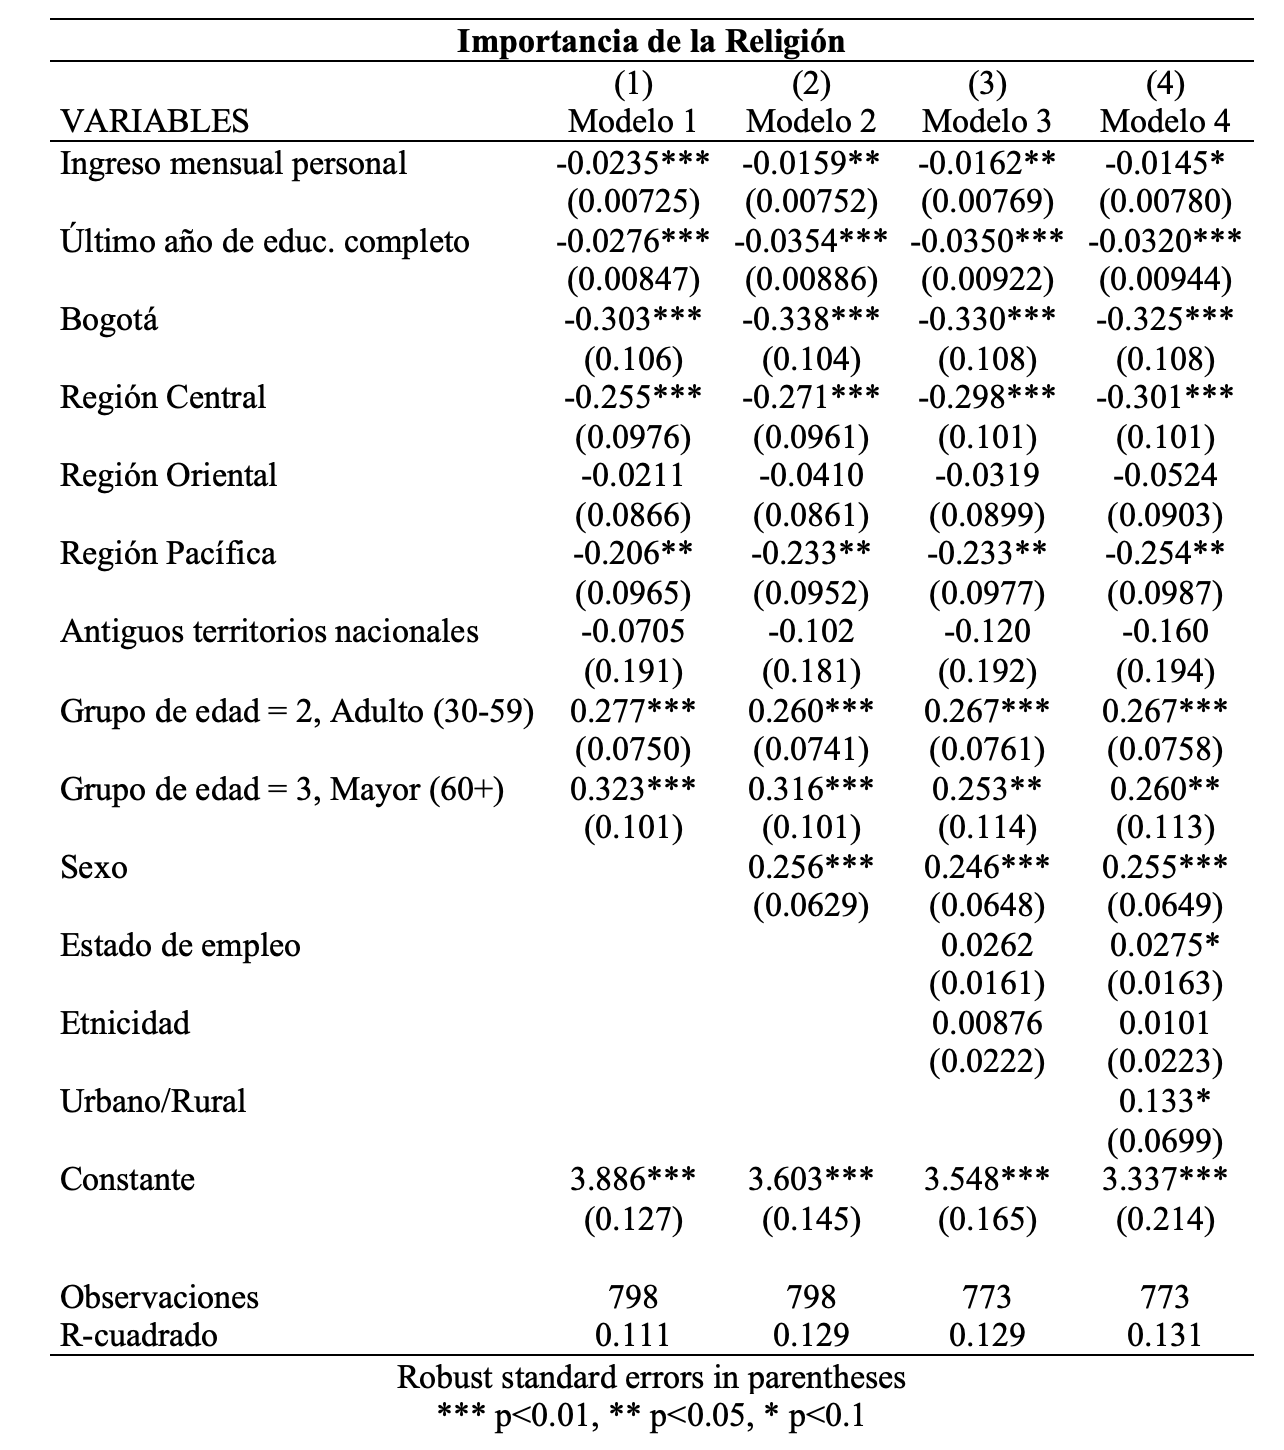 Importancia de la Religión
(1) (2) (3) (4)
VARIABLES Modelo 1 Modelo 2 Modelo 3 Modelo 4
Ingreso mensual personal -0.0235*** -0.0159** -0.0162** -0.0145*
(0.00725) (0.00752) (0.00769) (0.00780)
Último año de educ. completo -0.0276*** -0.0354*** -0.0350*** -0.0320***
(0.00847) (0.00886) (0.00922) (0.00944)
Bogotá -0.303*** -0.338*** -0.330*** -0.325***
(0.106) (0.104) (0.108) (0.108)
Región Central -0.255*** -0.271*** -0.298*** -0.301***
(0.0976) (0.0961) (0.101) (0.101)
Región Oriental -0.0211 -0.0410 -0.0319 -0.0524
(0.0866) (0.0861) (0.0899) (0.0903)
Región Pacífica -0.206** -0.233** -0.233** -0.254**
(0.0965) (0.0952) (0.0977) (0.0987)
Antiguos territorios nacionales -0.0705 -0.102 -0.120 -0.160
(0.191) (0.181) (0.192) (0.194)
Grupo de edad = 2, Adulto (30-59) 0.277*** 0.260*** 0.267*** 0.267***
(0.0750) (0.0741) (0.0761) (0.0758)
Grupo de edad = 3, Mayor (60+) 0.323*** 0.316*** 0.253** 0.260**
(0.101) (0.101) (0.114) (0.113)
Sexo 0.256*** 0.246*** 0.255***
(0.0629) (0.0648) (0.0649)
Estado de empleo 0.0262 0.0275*
(0.0161) (0.0163)
Etnicidad 0.00876 0.0101
(0.0222) (0.0223)
Urbano/Rural 0.133*
(0.0699)
Constante 3.886*** 3.603*** 3.548*** 3.337***
(0.127) (0.145) (0.165) (0.214)
Observaciones 798 798 773 773
R-cuadrado 0.111 0.129 0.129 0.131
Robust standard errors in parentheses
*** p<0.01, ** p<0.05, * p<0.1